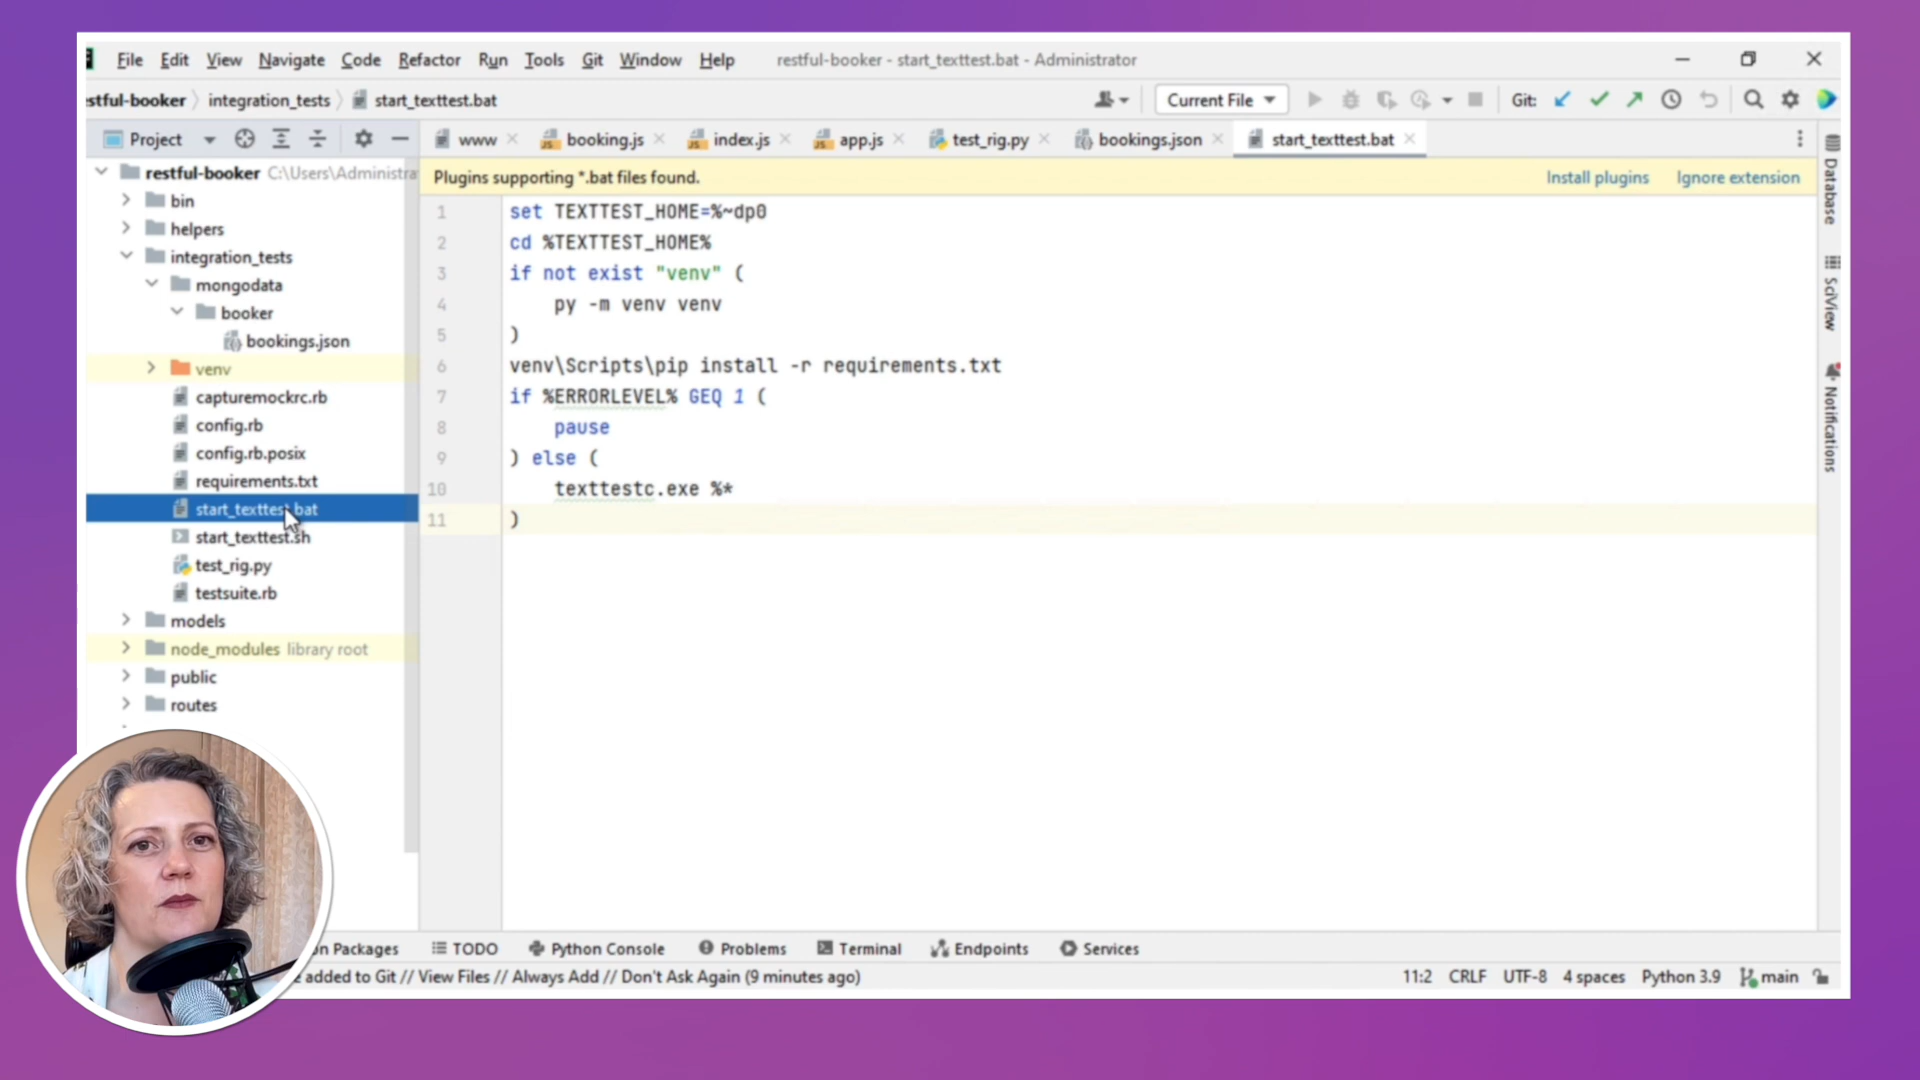 File Edit View Navigate Code Refactor Run Tools Git Window Help restful-booker - start_texttest.bat - Administrator
stful-booker integration_tests start_texttest.bat Current File Git:
Project www booking.js index.js app.js test_rig.py bookings.json start_texttest.bat
restful-booker C:\Users\Administra
bin
helpers
integration_tests
mongodata
booker
bookings.json
venv
capturemockrc.rb
config.rb
config.rb.posix
requirements.txt
start_texttest.bat
start_texttest.sh
test_rig.py
testsuite.rb
models
node_modules library root
public
routes
Plugins supporting *.bat files found. Install plugins Ignore extension
1 set TEXTTEST_HOME=%~dp0
2 cd %TEXTTEST_HOME%
3 if not exist "venv" (
4 py -m venv venv
5 )
6 venv\Scripts\pip install -r requirements.txt
7 if %ERRORLEVEL% GEQ 1 (
8 pause
9 ) else (
10 texttestc.exe %*
11 )
Database
SciView
Notifications
on Packages TODO Python Console Problems Terminal Endpoints Services
e added to Git // View Files // Always Add // Don't Ask Again (9 minutes ago) 11:2 CRLF UTF-8 4 spaces Python 3.9 main